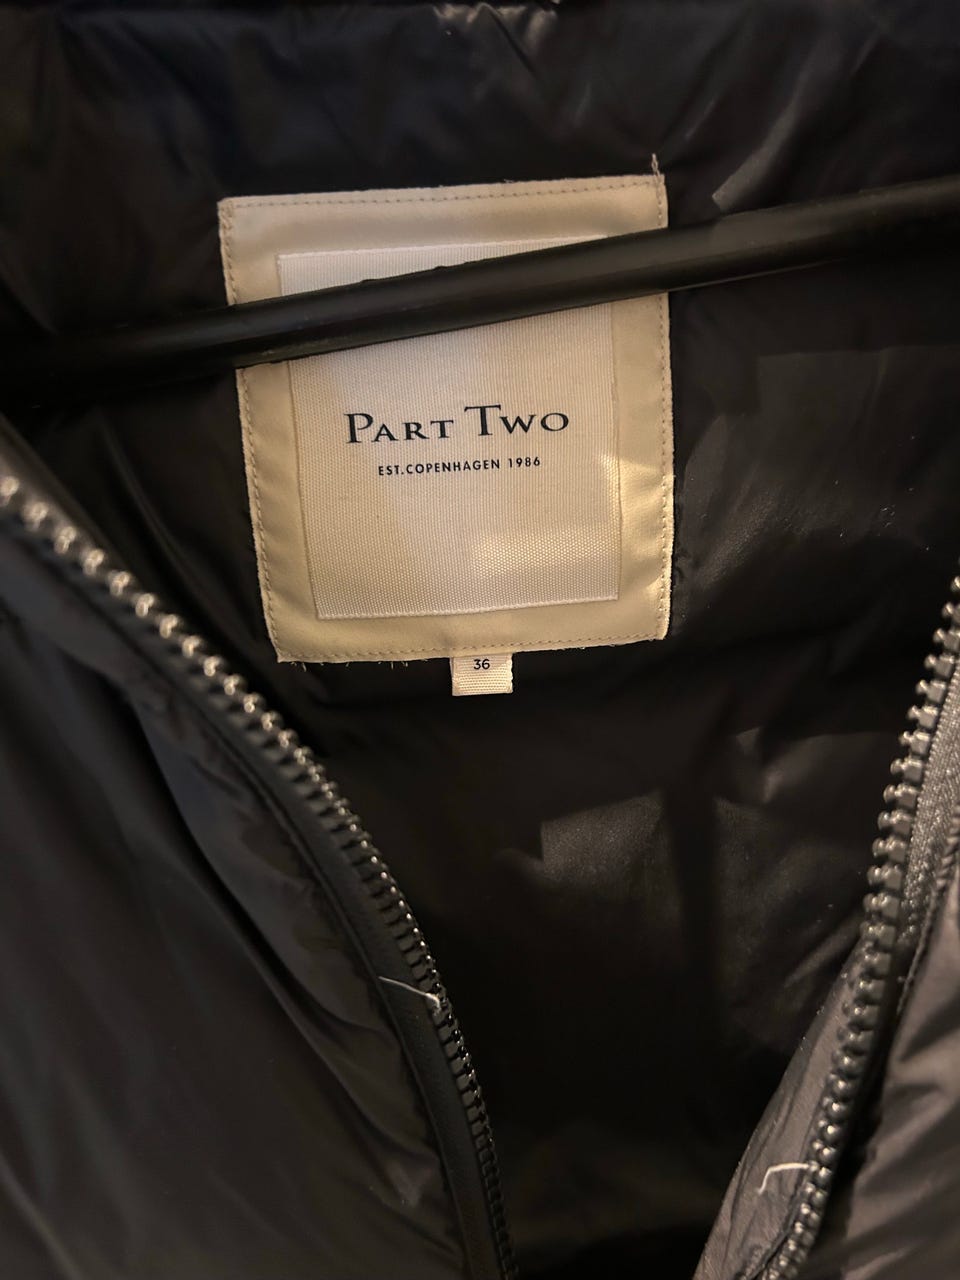 PART TWO
EST.COPENHAGEN 1986
36